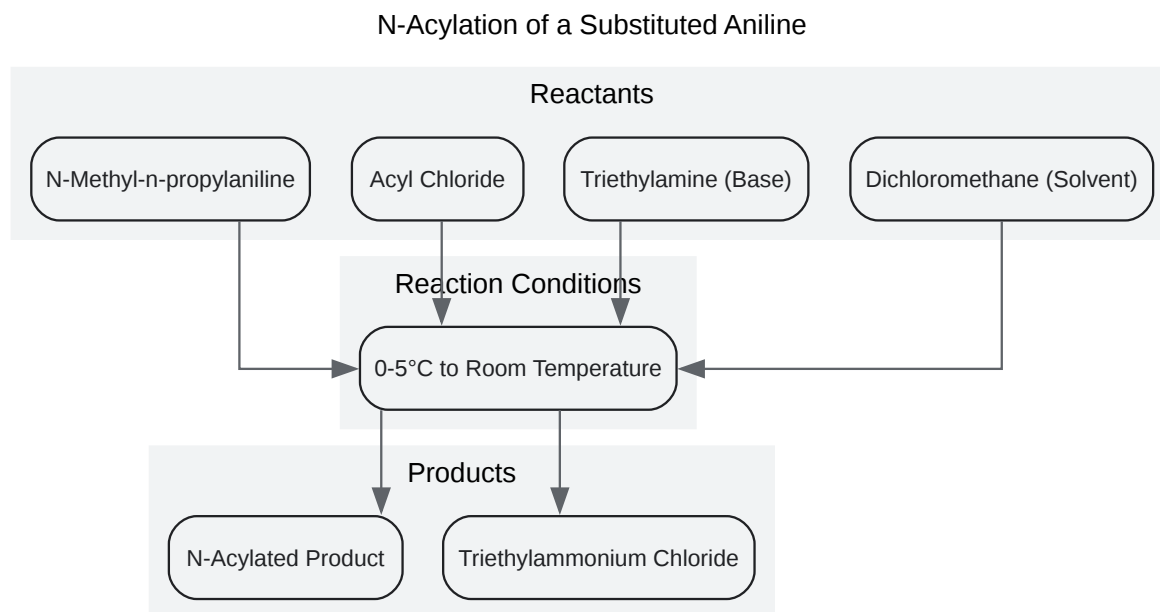 N-Acylation of a Substituted Aniline
Reactants
N-Methyl-n-propylaniline
Acyl Chloride
Triethylamine (Base)
Dichloromethane (Solvent)
Reaction Conditions
0-5°C to Room Temperature
Products
N-Acylated Product
Triethylammonium Chloride